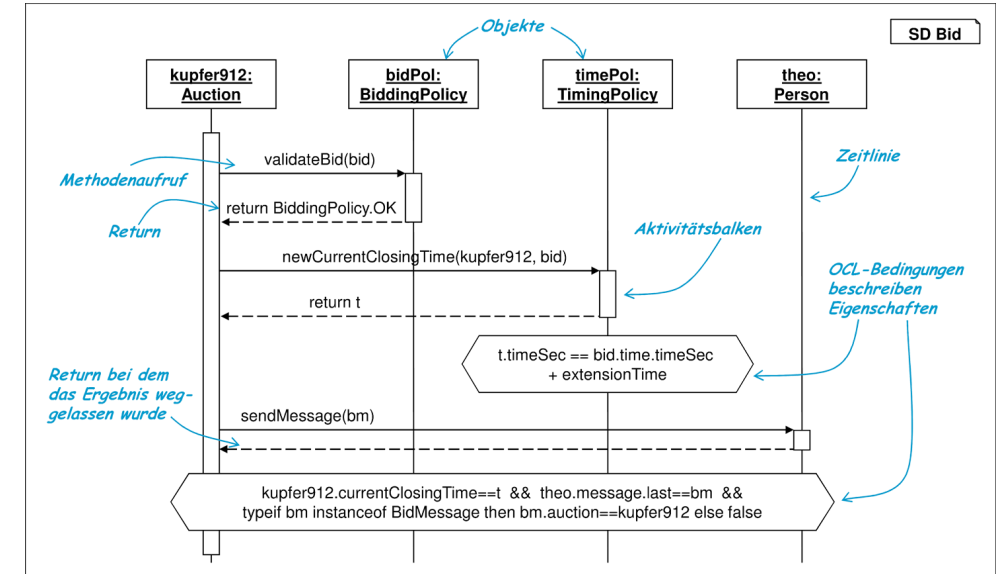 Objekte
SD Bid
kupfer912:
Auction
bidPol:
BiddingPolicy
timePol:
TimingPolicy
theo:
Person
validateBid(bid)
Methodenaufruf
Zeitlinie
return BiddingPolicy.OK
Return
Aktivitätsbalken
newCurrentClosingTime(kupfer912, bid)
OCL-Bedingungen
beschreiben
Eigenschaften
return t
t.timeSec == bid.time.timeSec
+ extensionTime
Return bei dem
das Ergebnis weg-
gelassen wurde
sendMessage(bm)
kupfer912.currentClosingTime==t && theo.message.last==bm &&
typeif bm instanceof BidMessage then bm.auction==kupfer912 else false